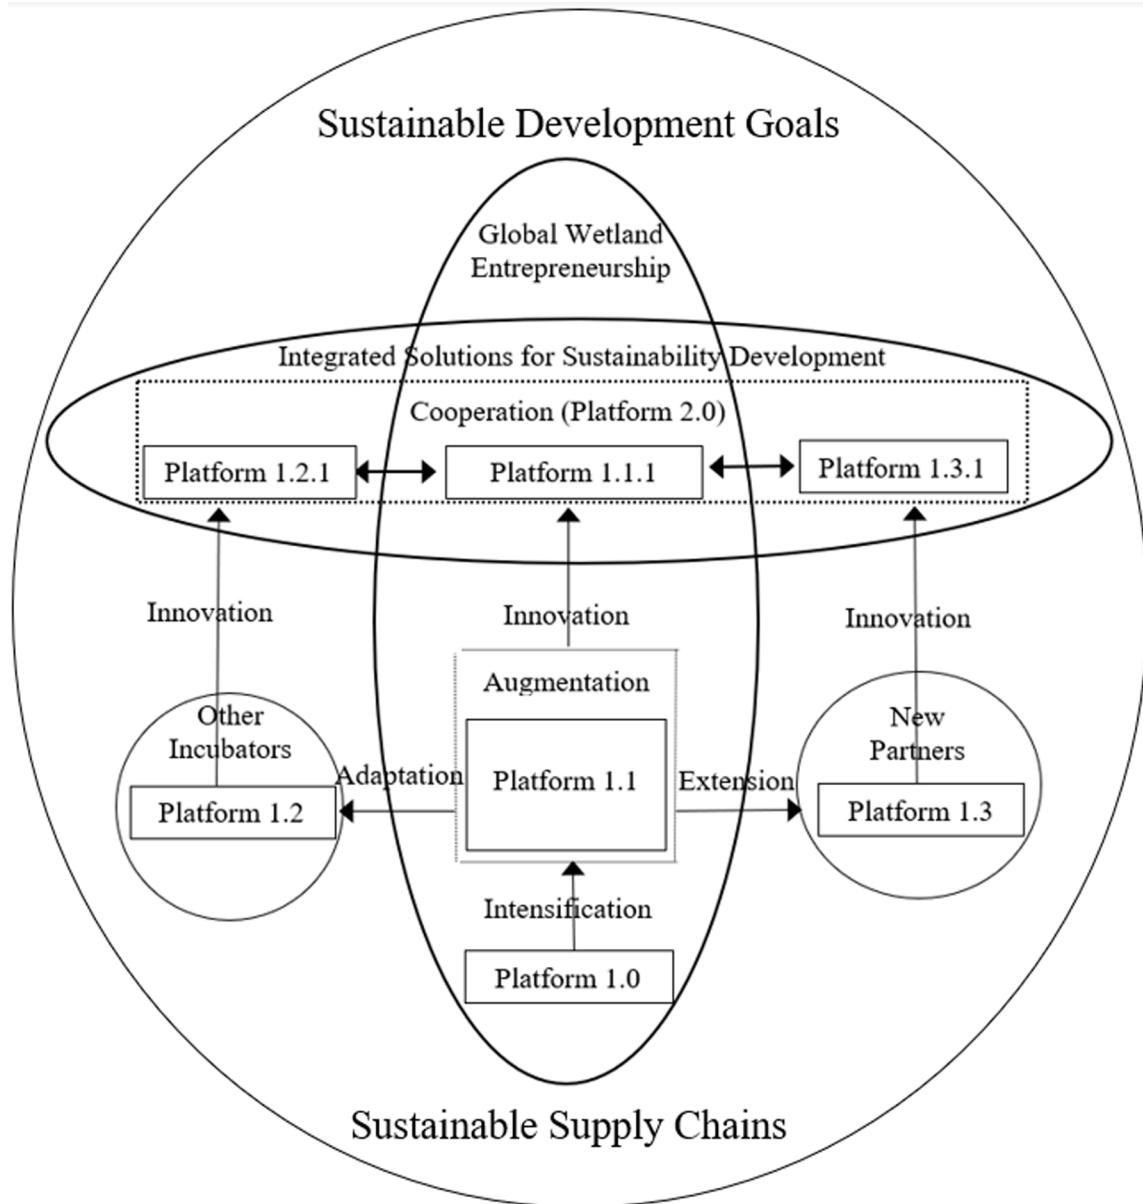 Sustainable Development Goals
Global Wetland
Entrepreneurship
Integrated Solutions for Sustainability Development
Cooperation (Platform 2.0)
Platform 1.2.1
Platform 1.1.1
Platform 1.3.1
Innovation
Innovation
Innovation
Augmentation
Other
Incubators
New
Partners
Adaptation
Platform 1.1
Extension
Platform 1.2
Platform 1.3
Intensification
Platform 1.0
Sustainable Supply Chains